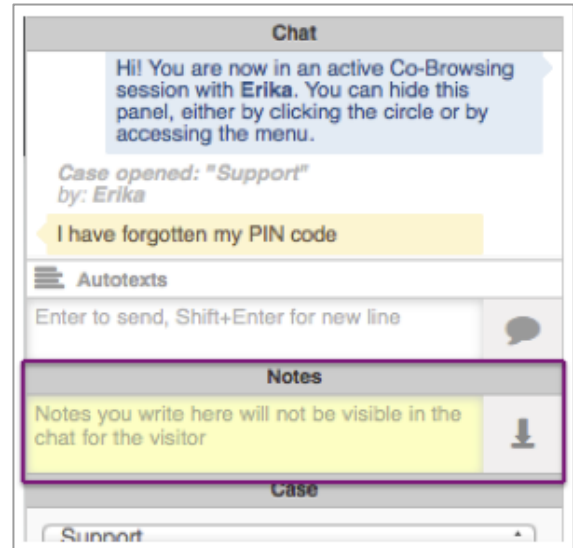 Chat
Hi! You are now in an active Co-Browsing
session with Erika. You can hide this
panel, either by clicking the circle or by
accessing the menu.
Case opened: "Support"
by: Erika
I have forgotten my PIN code
Autotexts
Enter to send, Shift+Enter for new line
Notes
Notes you write here will not be visible in the
chat for the visitor
Case
Support